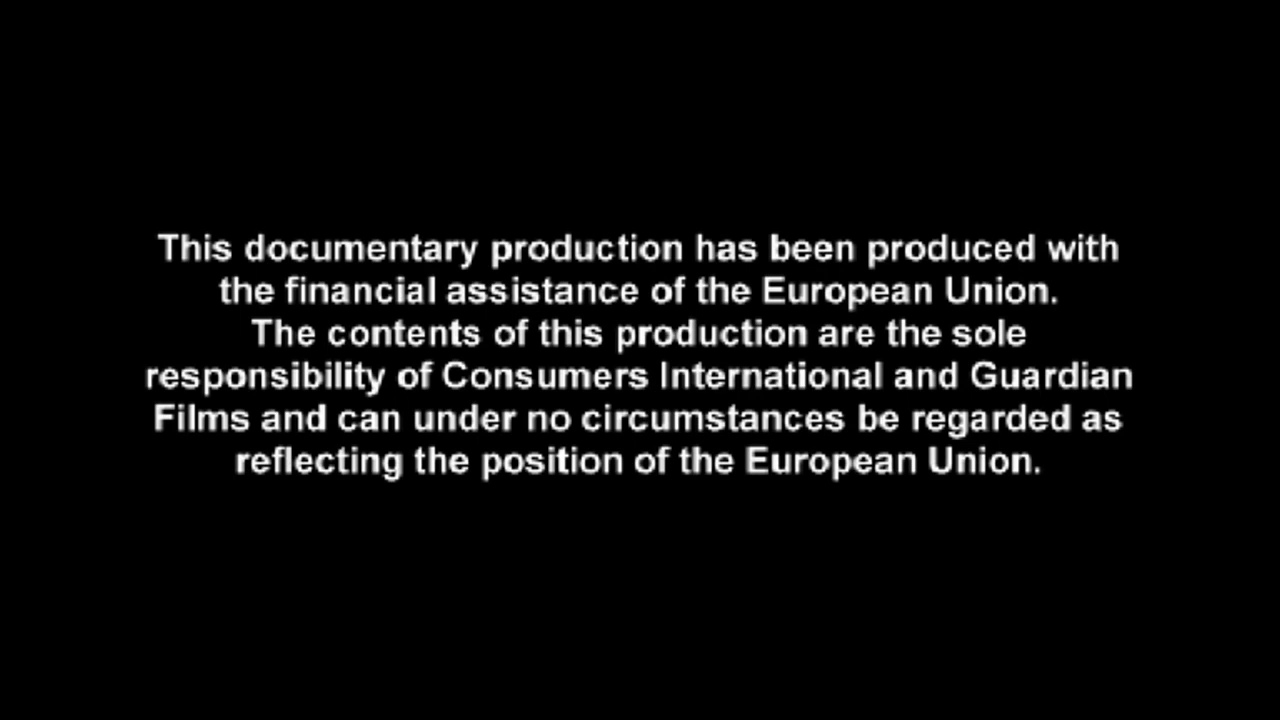 This documentary production has been produced with
the financial assistance of the European Union.
The contents of this production are the sole
responsibility of Consumers International and Guardian
Films and can under no circumstances be regarded as
reflecting the position of the European Union.